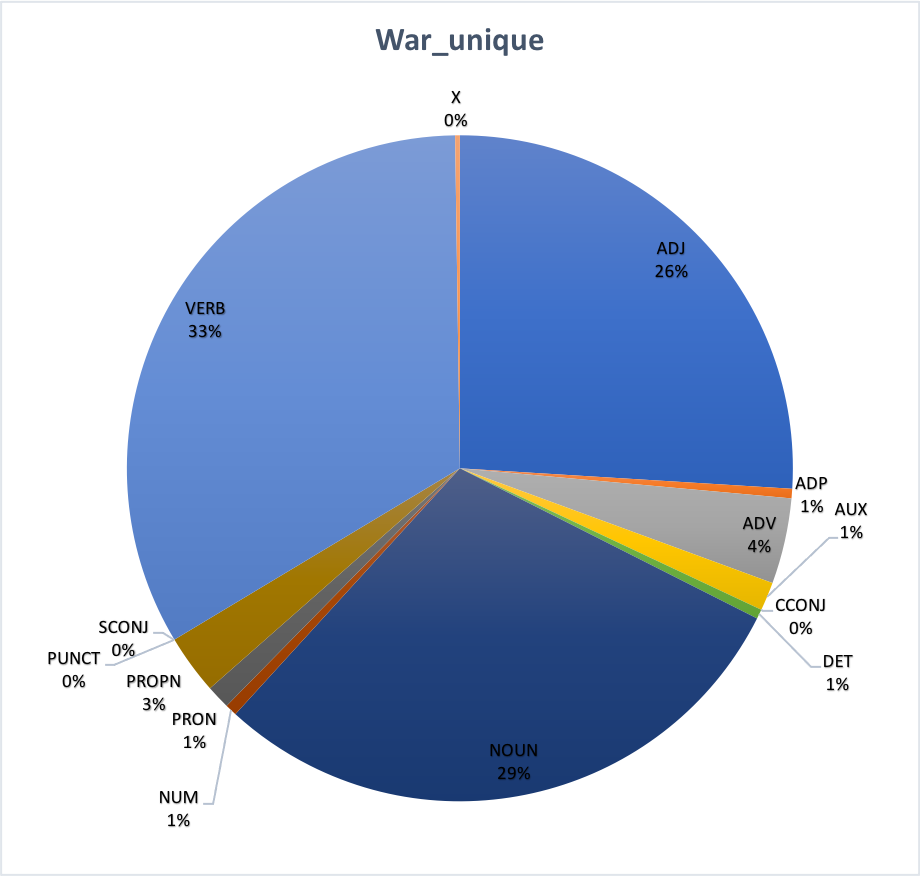 War_unique
X
0%
ADJ
26%
ADP
1%
AUX
1%
ADV
4%
CCONJ
0%
DET
1%
NOUN
29%
NUM
1%
PRON
1%
PROPN
3%
PUNCT
0%
SCONJ
0%
VERB
33%